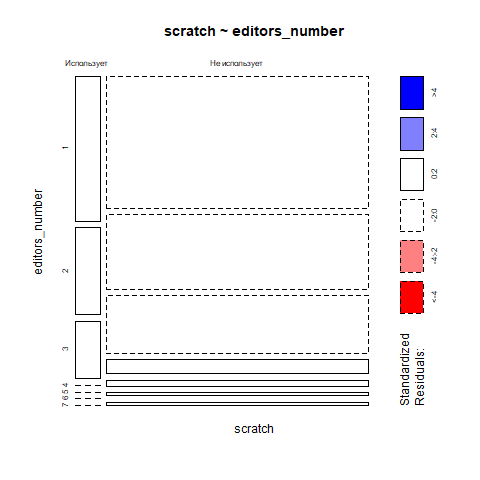 scratch ~ editors_number
Использует
Не использует
editors_number
1
2
3
4
5
6
7
scratch
Standardized
Residuals:
<-4
-4:-2
-2:0
0:2
2:4
>4